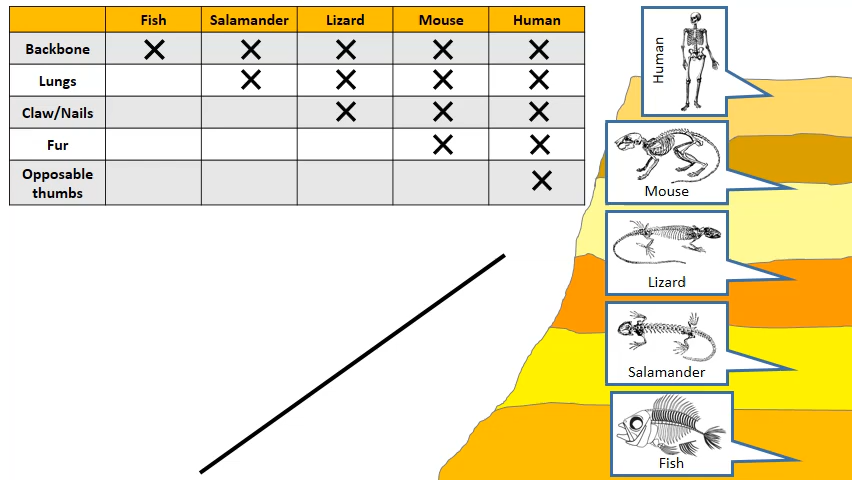 Fish Salamander Lizard Mouse Human
Backbone X X X X X
Lungs X X X X
Claw/Nails X X X
Fur X X
Opposable
thumbs X
Human
Mouse
Lizard
Salamander
Fish